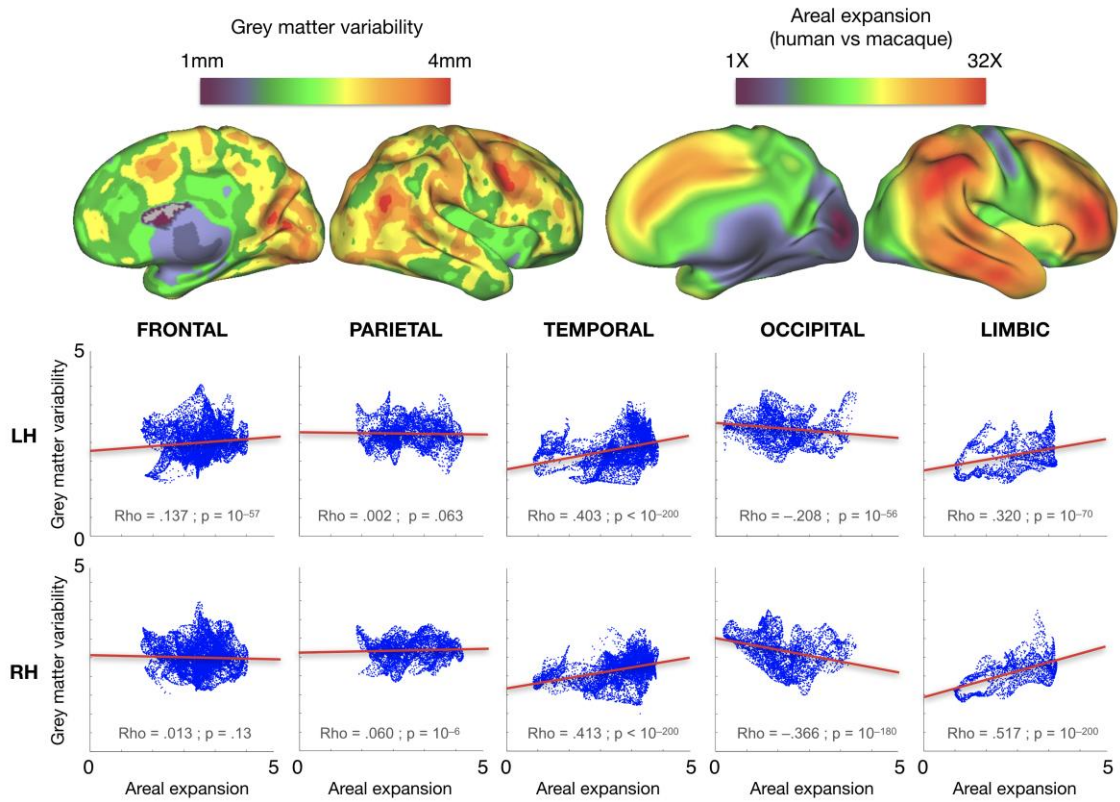 Grey matter variability
1mm 4mm
Areal expansion
(human vs macaque)
1X 32X
FRONTAL PARIETAL TEMPORAL OCCIPITAL LIMBIC
LH
5
Grey matter variability
0
Rho = .137 ; p = 10⁻⁵⁷
Rho = .002 ; p = .063
Rho = .403 ; p < 10⁻²⁰⁰
Rho = –.208 ; p = 10⁻⁵⁶
Rho = .320 ; p = 10⁻⁷⁰
RH
5
Grey matter variability
Rho = .013 ; p = .13
Rho = .060 ; p = 10⁻⁶
Rho = .413 ; p = 10⁻²⁰⁰
Rho = –.366 ; p = 10⁻¹⁸⁰
Rho = .517 ; p = 10⁻²⁰⁰
0 5 0 5 0 5 0 5 0 5
Areal expansion Areal expansion Areal expansion Areal expansion Areal expansion